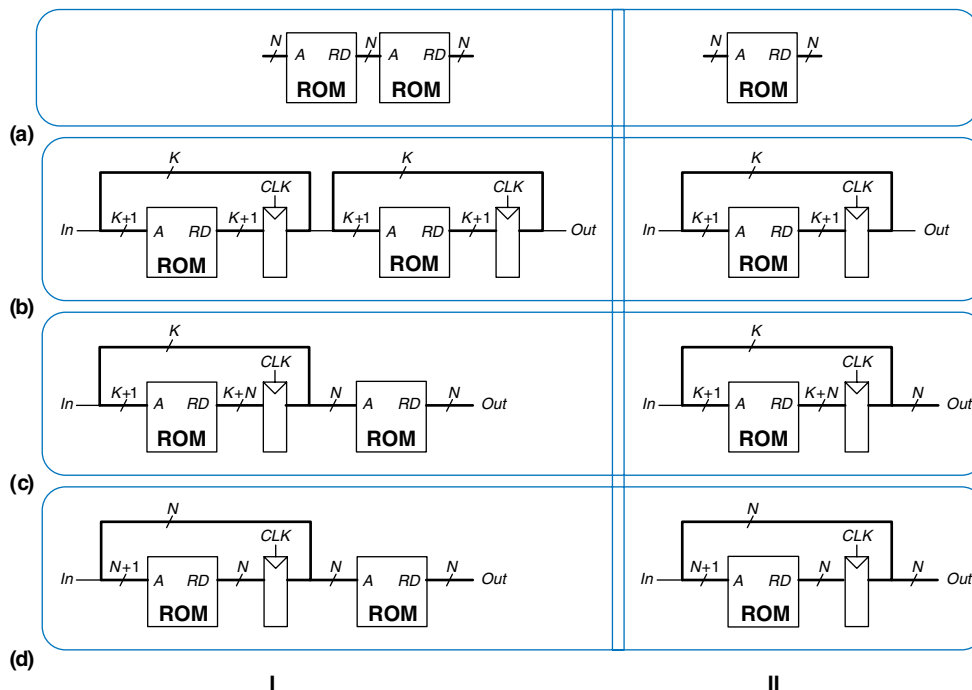 N A RD N A RD N N A RD N
ROM ROM ROM
(a)
K K K
CLK CLK CLK
In K+1 A RD K+1 K+1 A RD K+1 Out In K+1 A RD K+1 Out
ROM ROM ROM
(b)
K K
CLK CLK
In K+1 A RD K+N N A RD N Out In K+1 A RD K+N N Out
ROM ROM ROM
(c)
N N
CLK CLK
In N+1 A RD N N A RD N Out In N+1 A RD N N Out
ROM ROM ROM
(d)
I II